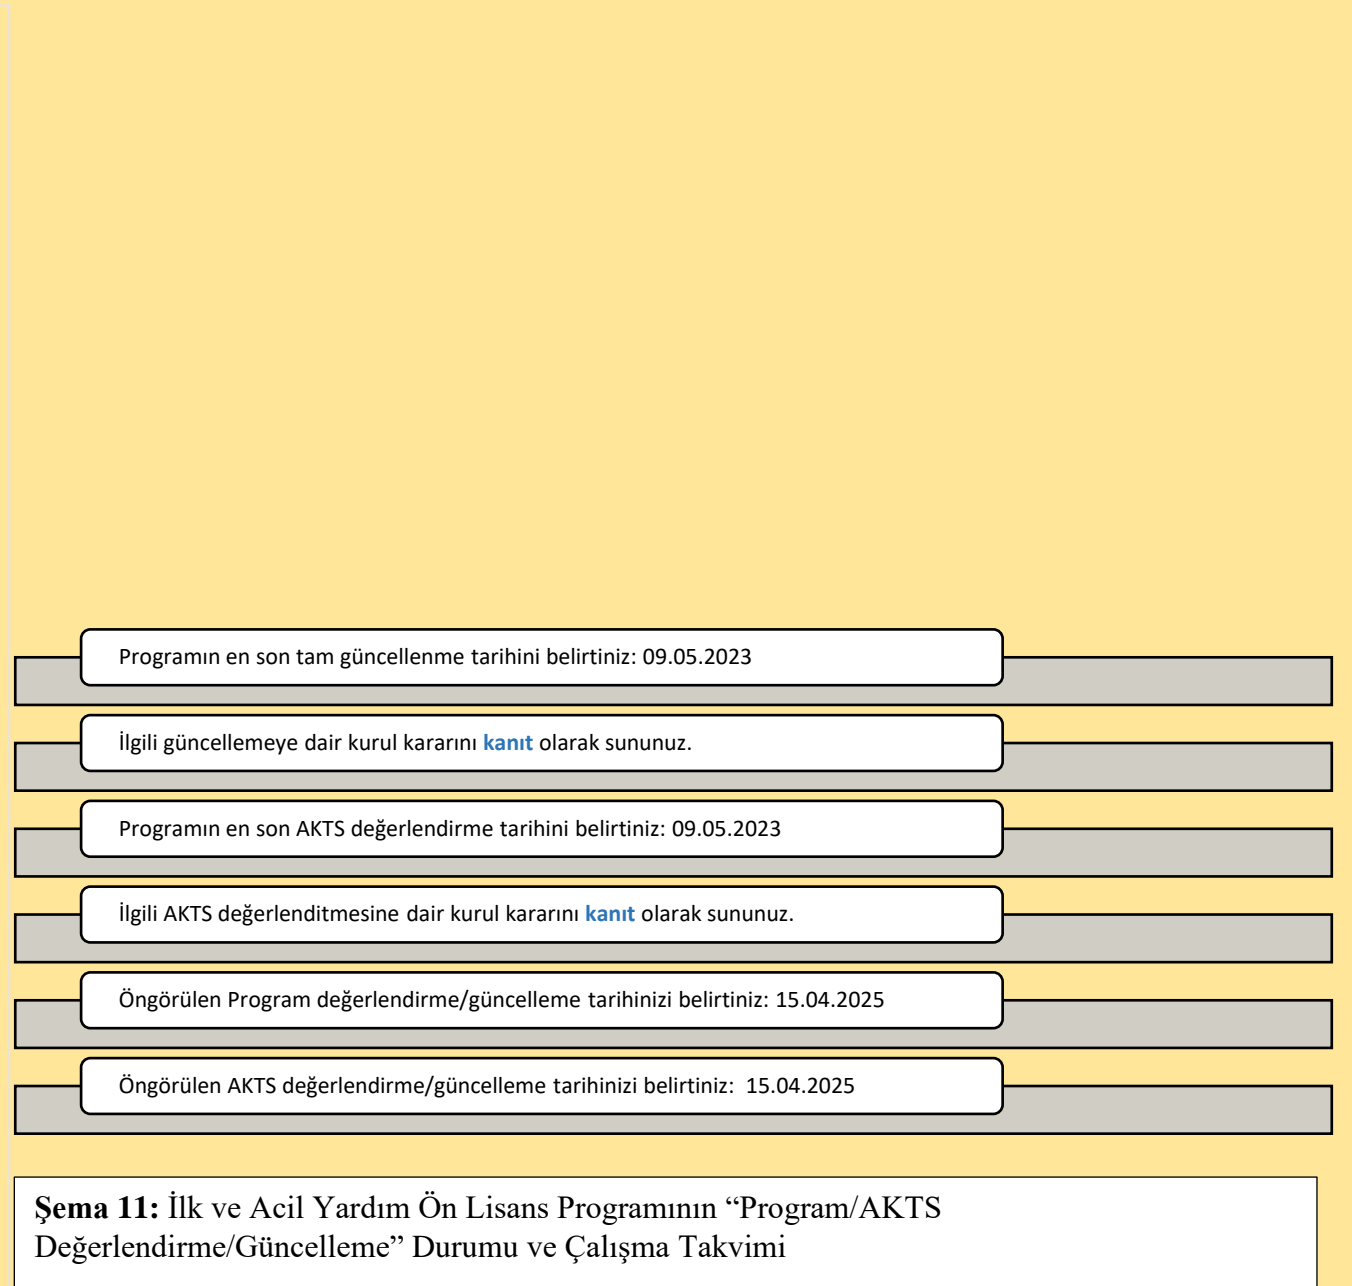 Programın en son tam güncellenme tarihini belirtiniz: 09.05.2023
İlgili güncellemeye dair kurul kararını kanıt olarak sununuz.
Programın en son AKTS değerlendirme tarihini belirtiniz: 09.05.2023
İlgili AKTS değerlenditmesine dair kurul kararını kanıt olarak sununuz.
Öngörülen Program değerlendirme/güncelleme tarihinizi belirtiniz: 15.04.2025
Öngörülen AKTS değerlendirme/güncelleme tarihinizi belirtiniz: 15.04.2025
Şema 11: İlk ve Acil Yardım Ön Lisans Programının “Program/AKTS
Değerlendirme/Güncelleme” Durumu ve Çalışma Takvimi